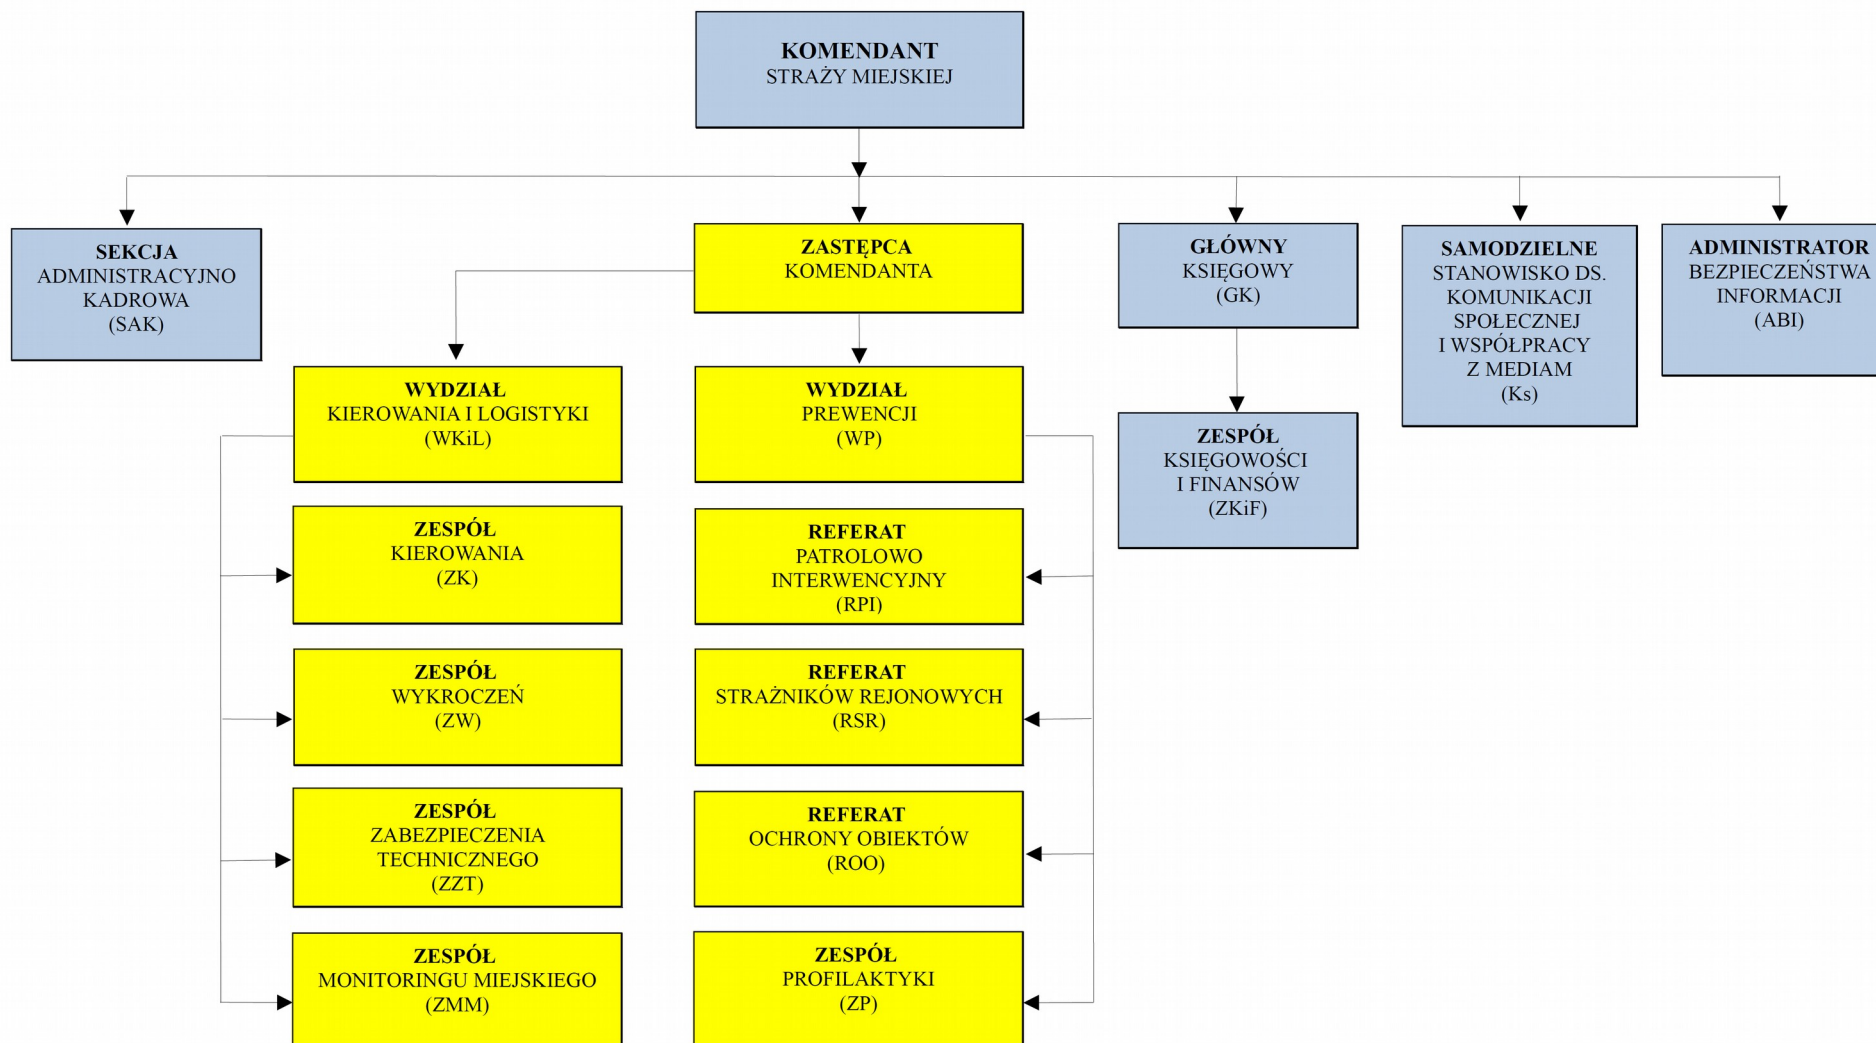 KOMENDANT
STRAŻY MIEJSKIEJ
SEKCJA
ADMINISTRACYJNO
KADROWA
(SAK)
ZASTĘPCA
KOMENDANTA
GŁÓWNY
KSIĘGOWY
(GK)
SAMODZIELNE
STANOWISKO DS.
KOMUNIKACJI
SPOŁECZNEJ
I WSPÓŁPRACY
Z MEDIAM
(Ks)
ADMINISTRATOR
BEZPIECZEŃSTWA
INFORMACJI
(ABI)
WYDZIAŁ
KIEROWANIA I LOGISTYKI
(WKiL)
WYDZIAŁ
PREWENCJI
(WP)
ZESPÓŁ
KSIĘGOWOŚCI
I FINANSÓW
(ZKiF)
ZESPÓŁ
KIEROWANIA
(ZK)
REFERAT
PATROLOWO
INTERWENCYJNY
(RPI)
ZESPÓŁ
WYKROCZEŃ
(ZW)
REFERAT
STRAŻNIKÓW REJONOWYCH
(RSR)
ZESPÓŁ
ZABEZPIECZENIA
TECHNICZNEGO
(ZZT)
REFERAT
OCHRONY OBIEKTÓW
(ROO)
ZESPÓŁ
MONITORINGU MIEJSKIEGO
(ZMM)
ZESPÓŁ
PROFILAKTYKI
(ZP)